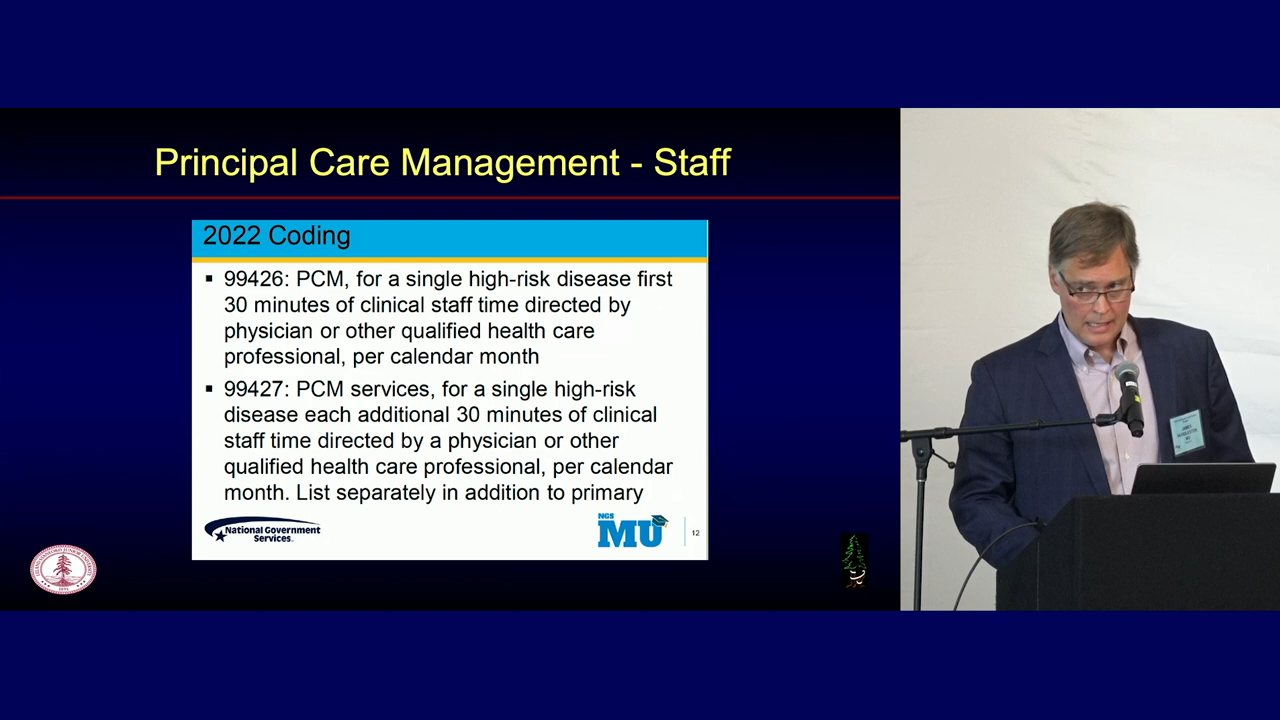 Principal Care Management - Staff
2022 Coding
▪ 99426: PCM, for a single high-risk disease first
30 minutes of clinical staff time directed by
physician or other qualified health care
professional, per calendar month
▪ 99427: PCM services, for a single high-risk
disease each additional 30 minutes of clinical
staff time directed by a physician or other
qualified health care professional, per calendar
month. List separately in addition to primary
National Government
Services.
NGS
MU
12